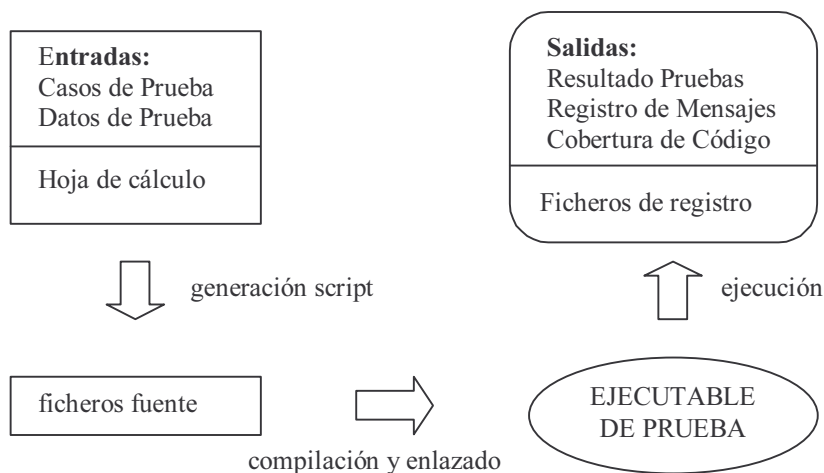 Entradas:
Casos de Prueba
Datos de Prueba
Hoja de cálculo
Salidas:
Resultado Pruebas
Registro de Mensajes
Cobertura de Código
Ficheros de registro
generación script
ejecución
ficheros fuente
EJECUTABLE
DE PRUEBA
compilación y enlazado